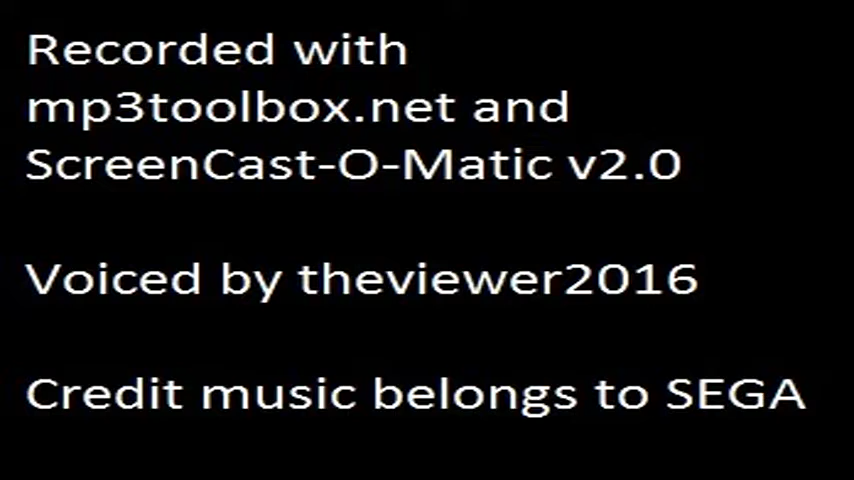 Recorded with
mp3toolbox.net and
ScreenCast-O-Matic v2.0
Voiced by theviewer2016
Credit music belongs to SEGA